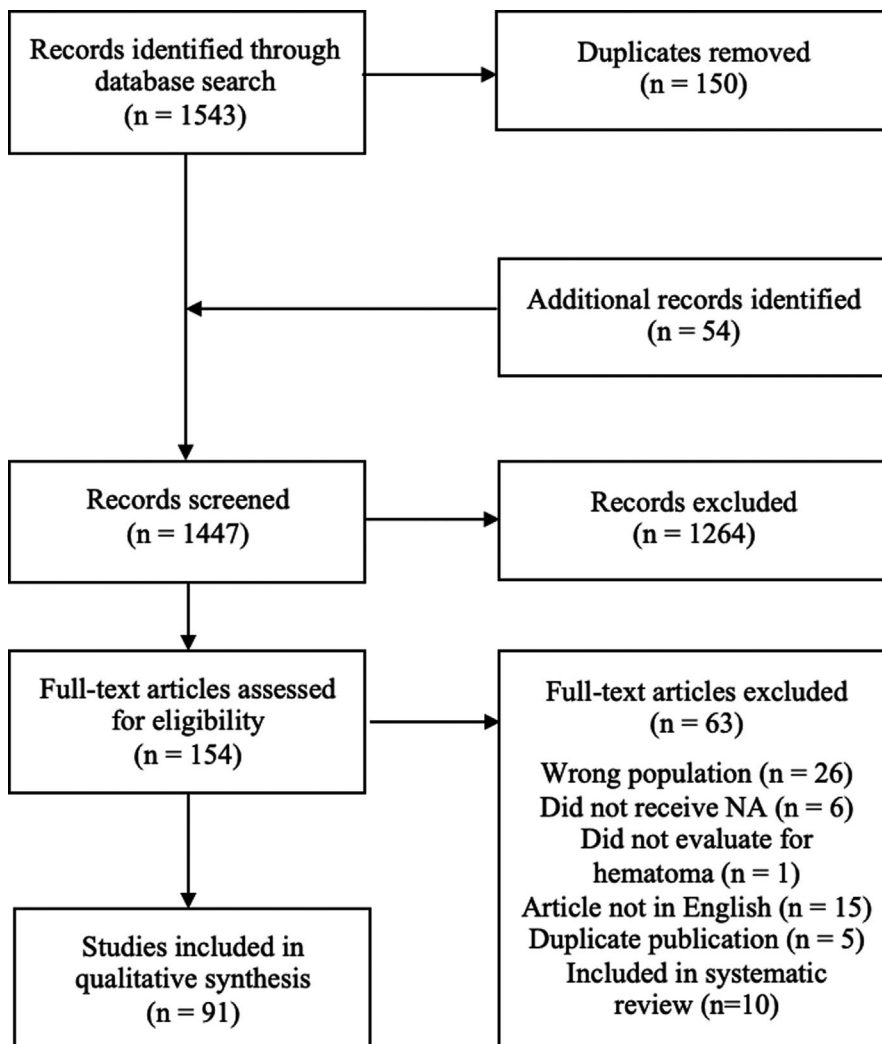 Records identified through
database search
(n = 1543)
Duplicates removed
(n = 150)
Additional records identified
(n = 54)
Records screened
(n = 1447)
Records excluded
(n = 1264)
Full-text articles assessed
for eligibility
(n = 154)
Full-text articles excluded
(n = 63)
Wrong population (n = 26)
Did not receive NA (n = 6)
Did not evaluate for
hematoma (n = 1)
Article not in English (n = 15)
Duplicate publication (n = 5)
Included in systematic
review (n=10)
Studies included in
qualitative synthesis
(n = 91)